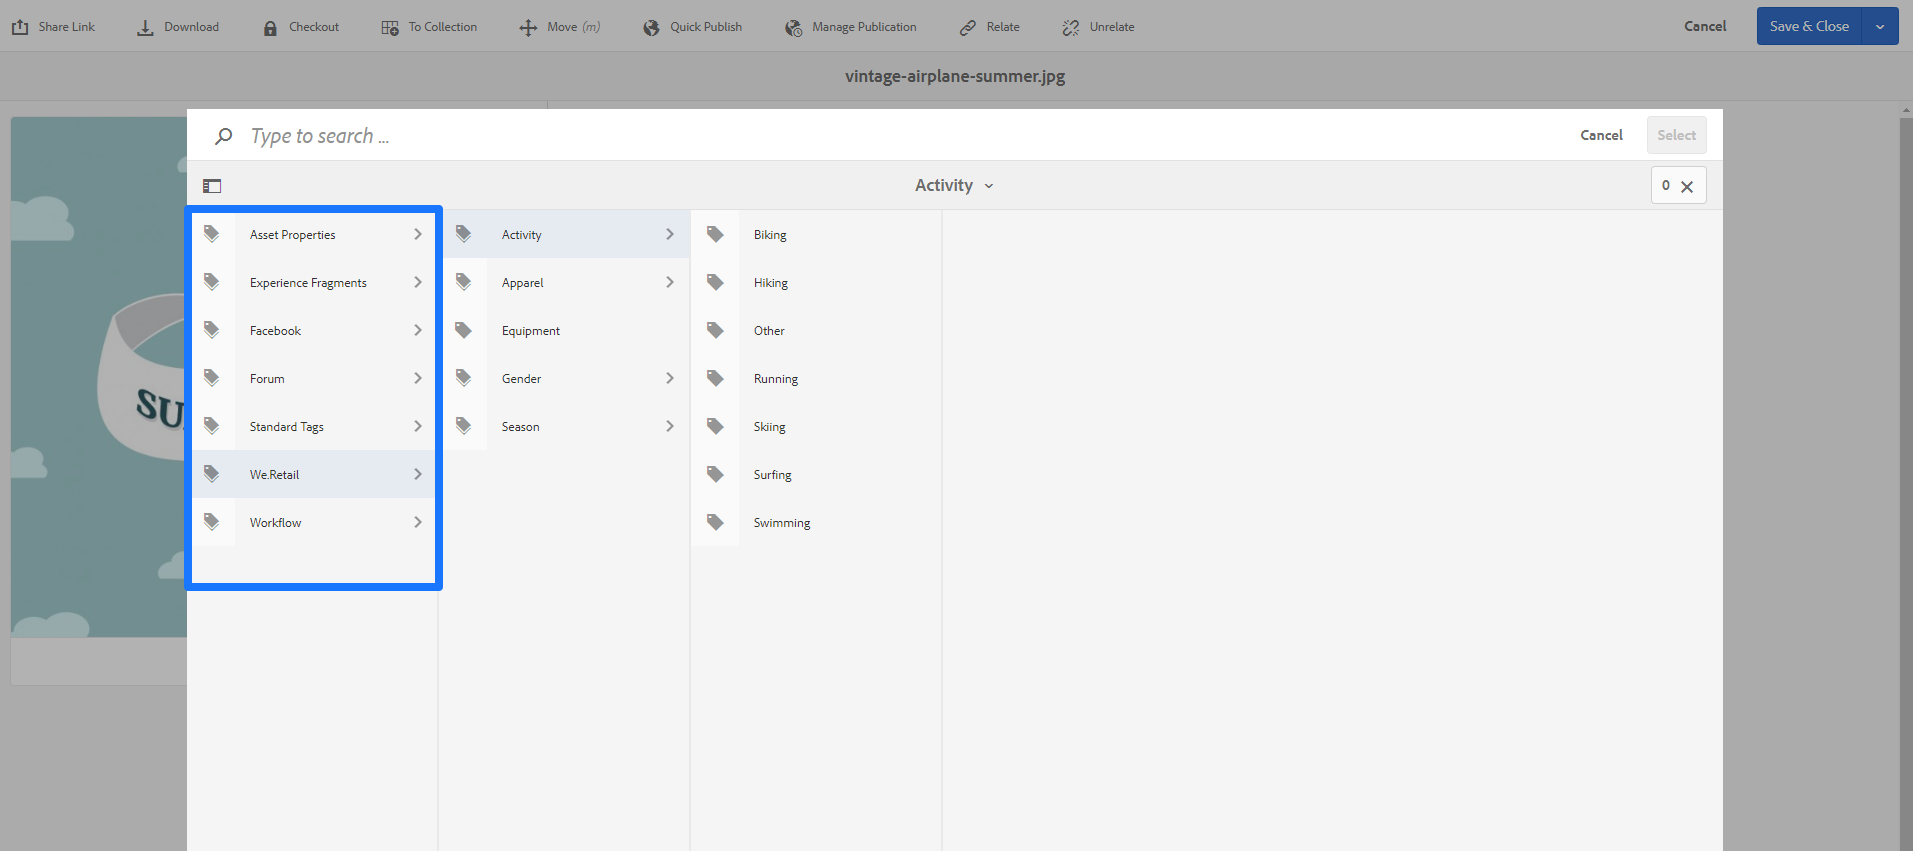 Share Link Download Checkout To Collection Move (m) Quick Publish Manage Publication Relate Unrelate Cancel Save & Close
vintage-airplane-summer.jpg
Type to search ... Cancel Select
Activity 0
Asset Properties Activity Biking
Experience Fragments Apparel Hiking
Facebook Equipment Other
Forum Gender Running
Standard Tags Season Skiing
We.Retail Surfing
Workflow Swimming
SU